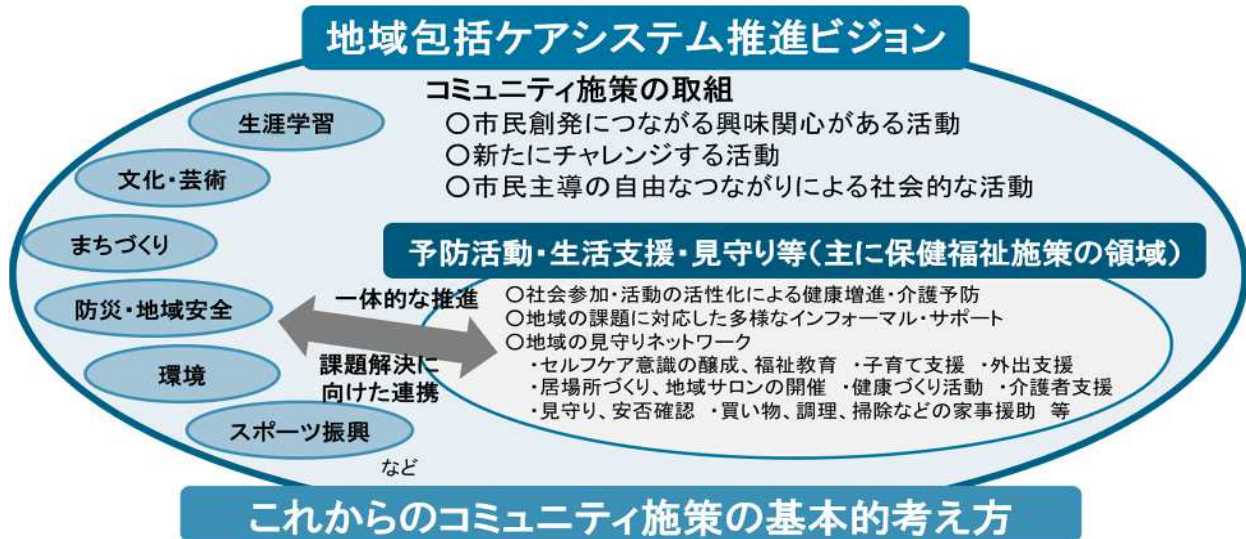 地域包括ケアシステム推進ビジョン
コミュニティ施策の取組
○市民創発につながる興味関心がある活動
○新たにチャレンジする活動
○市民主導の自由なつながりによる社会的な活動
生涯学習
文化・芸術
まちづくり
防災・地域安全
環境
スポーツ振興
など
一体的な推進
課題解決に
向けた連携
予防活動・生活支援・見守り等（主に保健福祉施策の領域）
○社会参加・活動の活性化による健康増進・介護予防
○地域の課題に対応した多様なインフォーマル・サポート
○地域の見守りネットワーク
・セルフケア意識の醸成、福祉教育 ・子育て支援 ・外出支援
・居場所づくり、地域サロンの開催 ・健康づくり活動 ・介護者支援
・見守り、安否確認 ・買い物、調理、掃除などの家事援助 等
これからのコミュニティ施策の基本的考え方